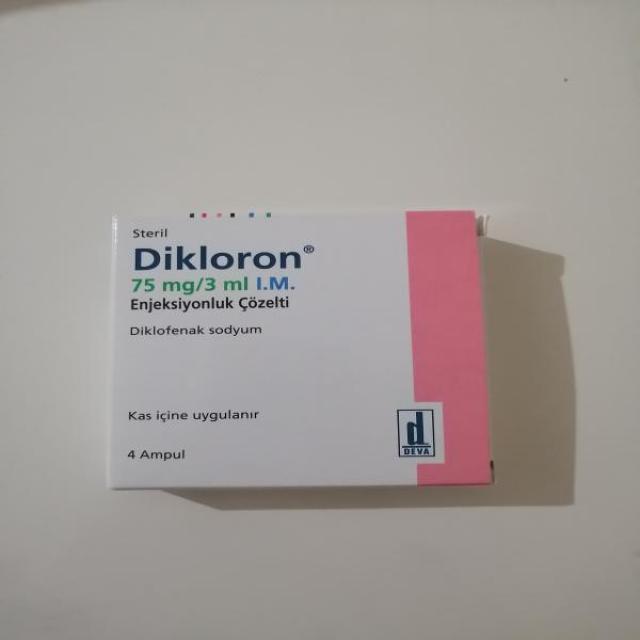 Steril
Dikloron®
75 mg/3 ml I.M.
Enjeksiyonluk Çözelti
Diklofenak sodyum
Kas içine uygulanır
4 Ampul
d
DEVA